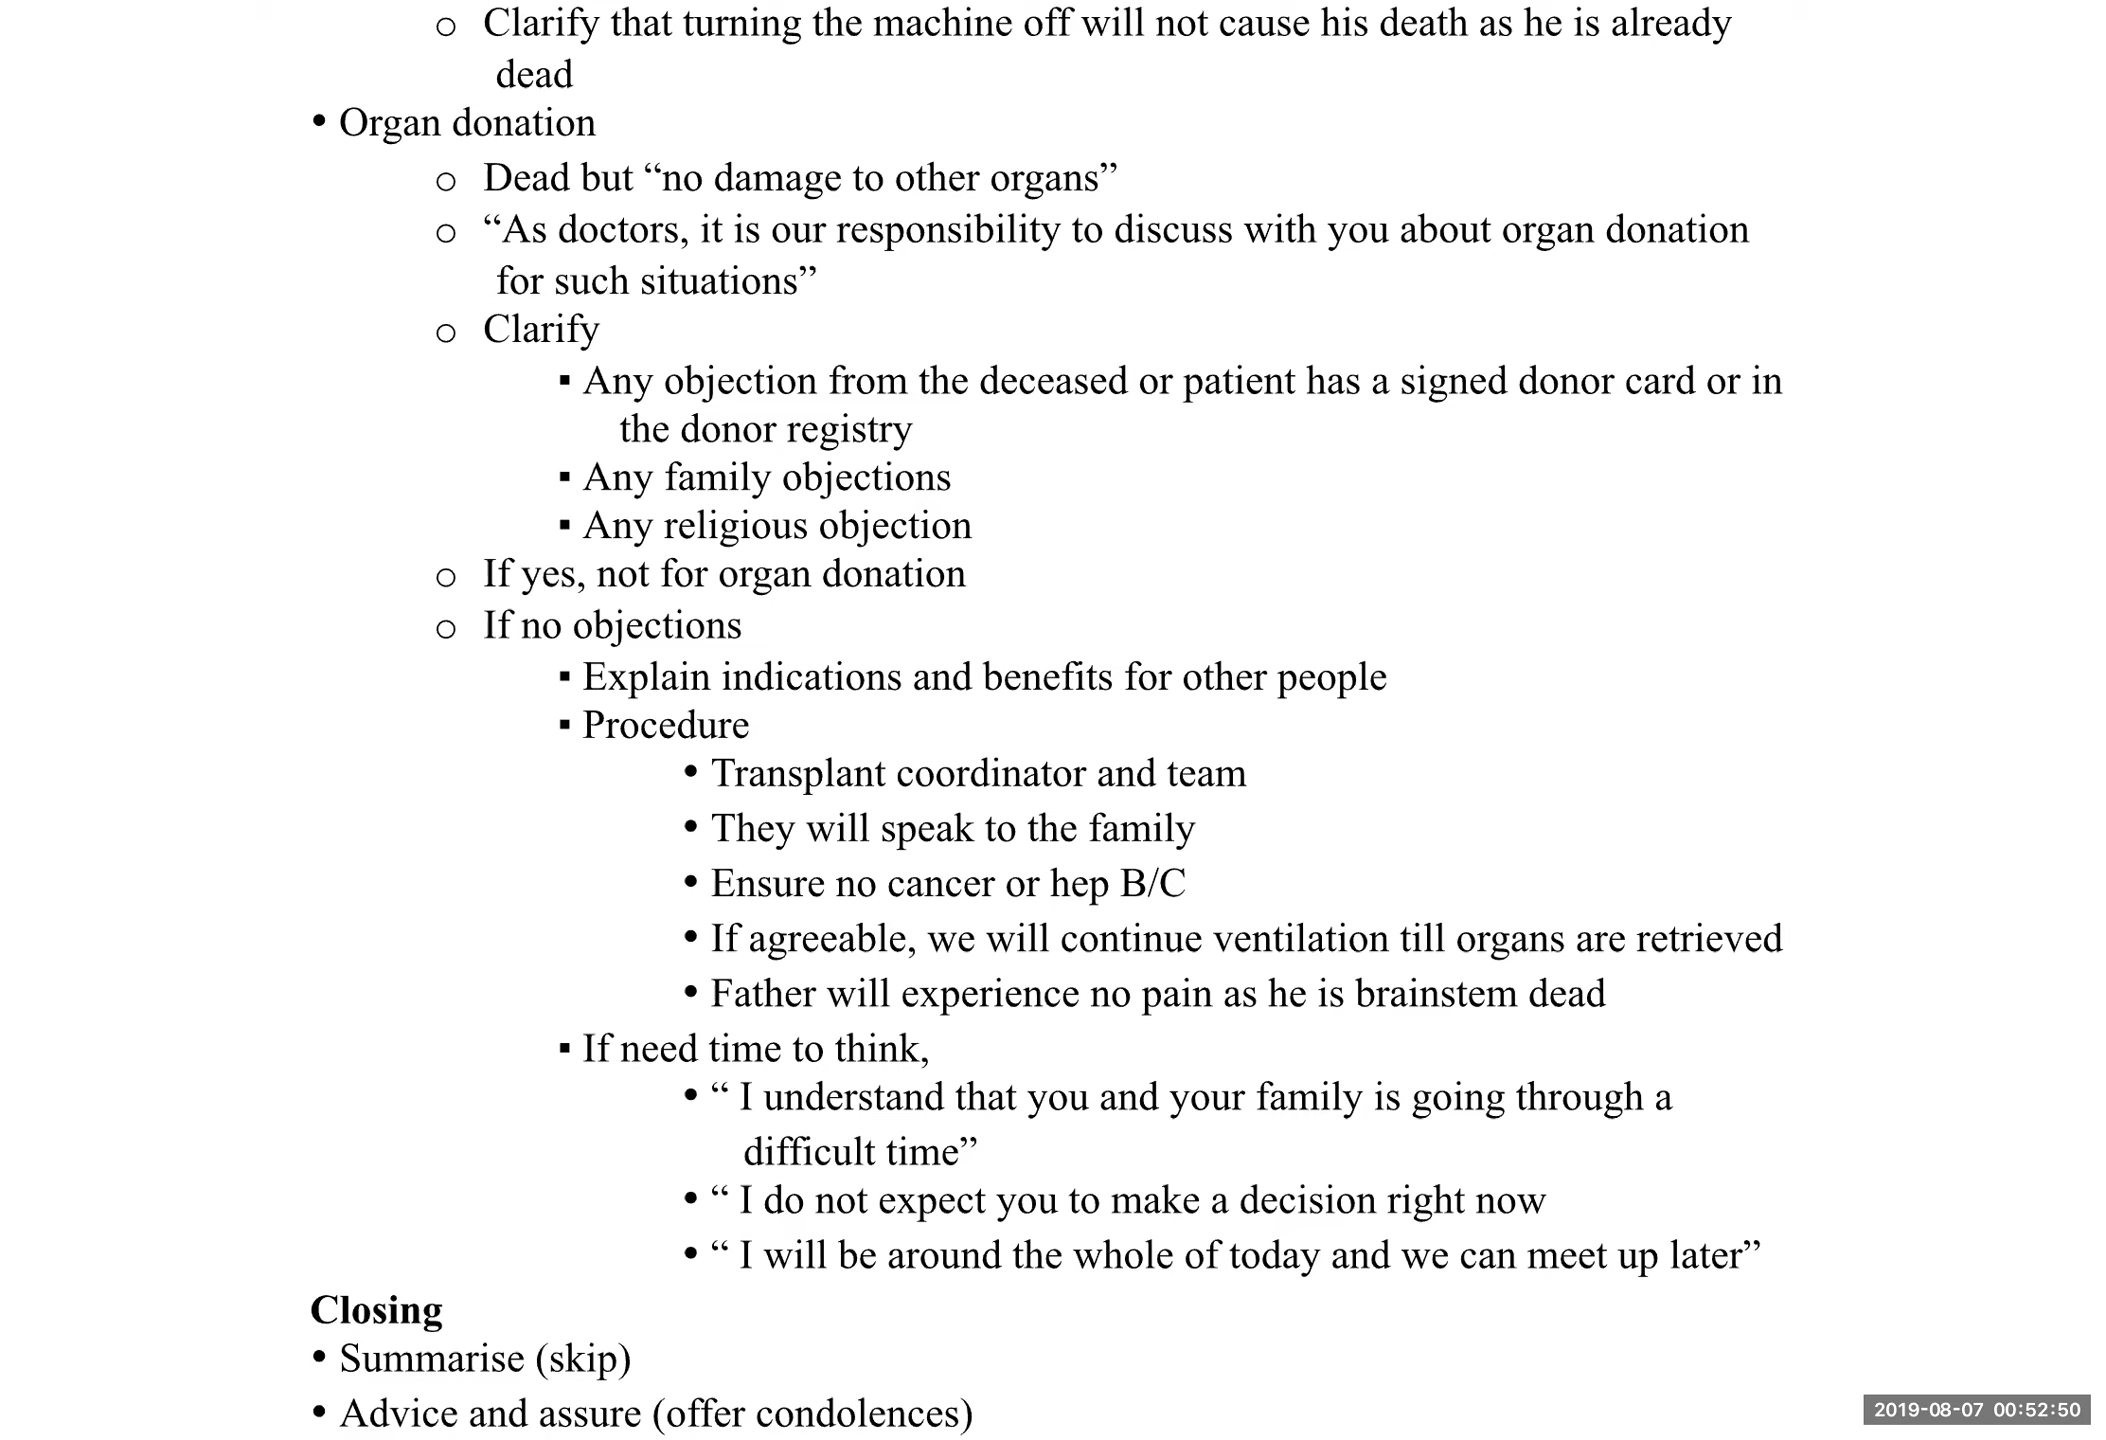 o Clarify that turning the machine off will not cause his death as he is already
dead
• Organ donation
o Dead but “no damage to other organs”
o “As doctors, it is our responsibility to discuss with you about organ donation
for such situations”
o Clarify
▪ Any objection from the deceased or patient has a signed donor card or in
the donor registry
▪ Any family objections
▪ Any religious objection
o If yes, not for organ donation
o If no objections
▪ Explain indications and benefits for other people
▪ Procedure
• Transplant coordinator and team
• They will speak to the family
• Ensure no cancer or hep B/C
• If agreeable, we will continue ventilation till organs are retrieved
• Father will experience no pain as he is brainstem dead
▪ If need time to think,
• “ I understand that you and your family is going through a
difficult time”
• “ I do not expect you to make a decision right now
• “ I will be around the whole of today and we can meet up later”
Closing
• Summarise (skip)
• Advice and assure (offer condolences)
2019-08-07 00:52:50